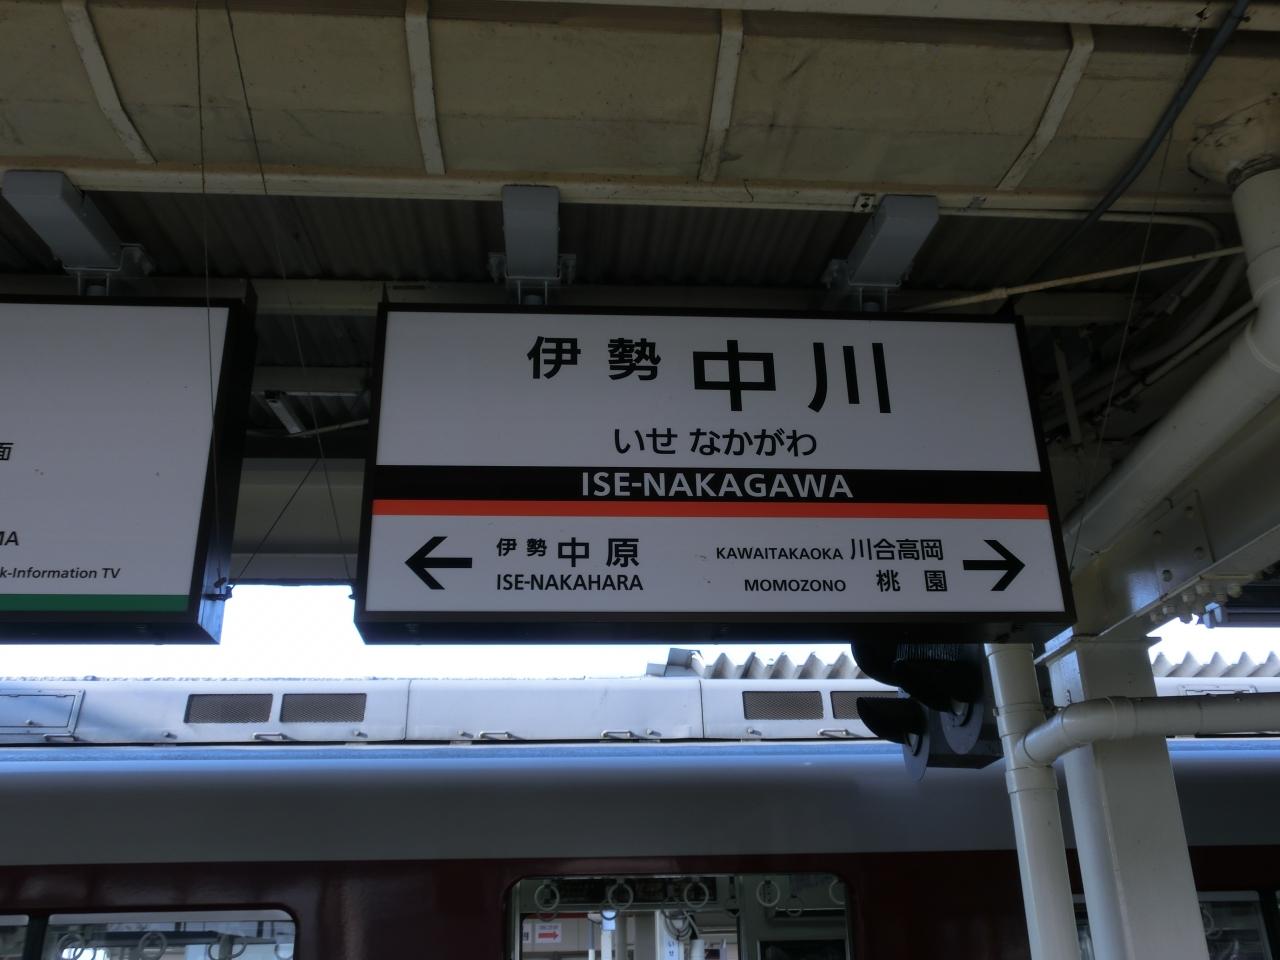 伊勢中川
いせ なかがわ
ISE-NAKAGAWA
伊勢中原
ISE-NAKAHARA
KAWAITAKAOKA 川合高岡
MOMOZONO 桃園
面
MA
k-Information TV